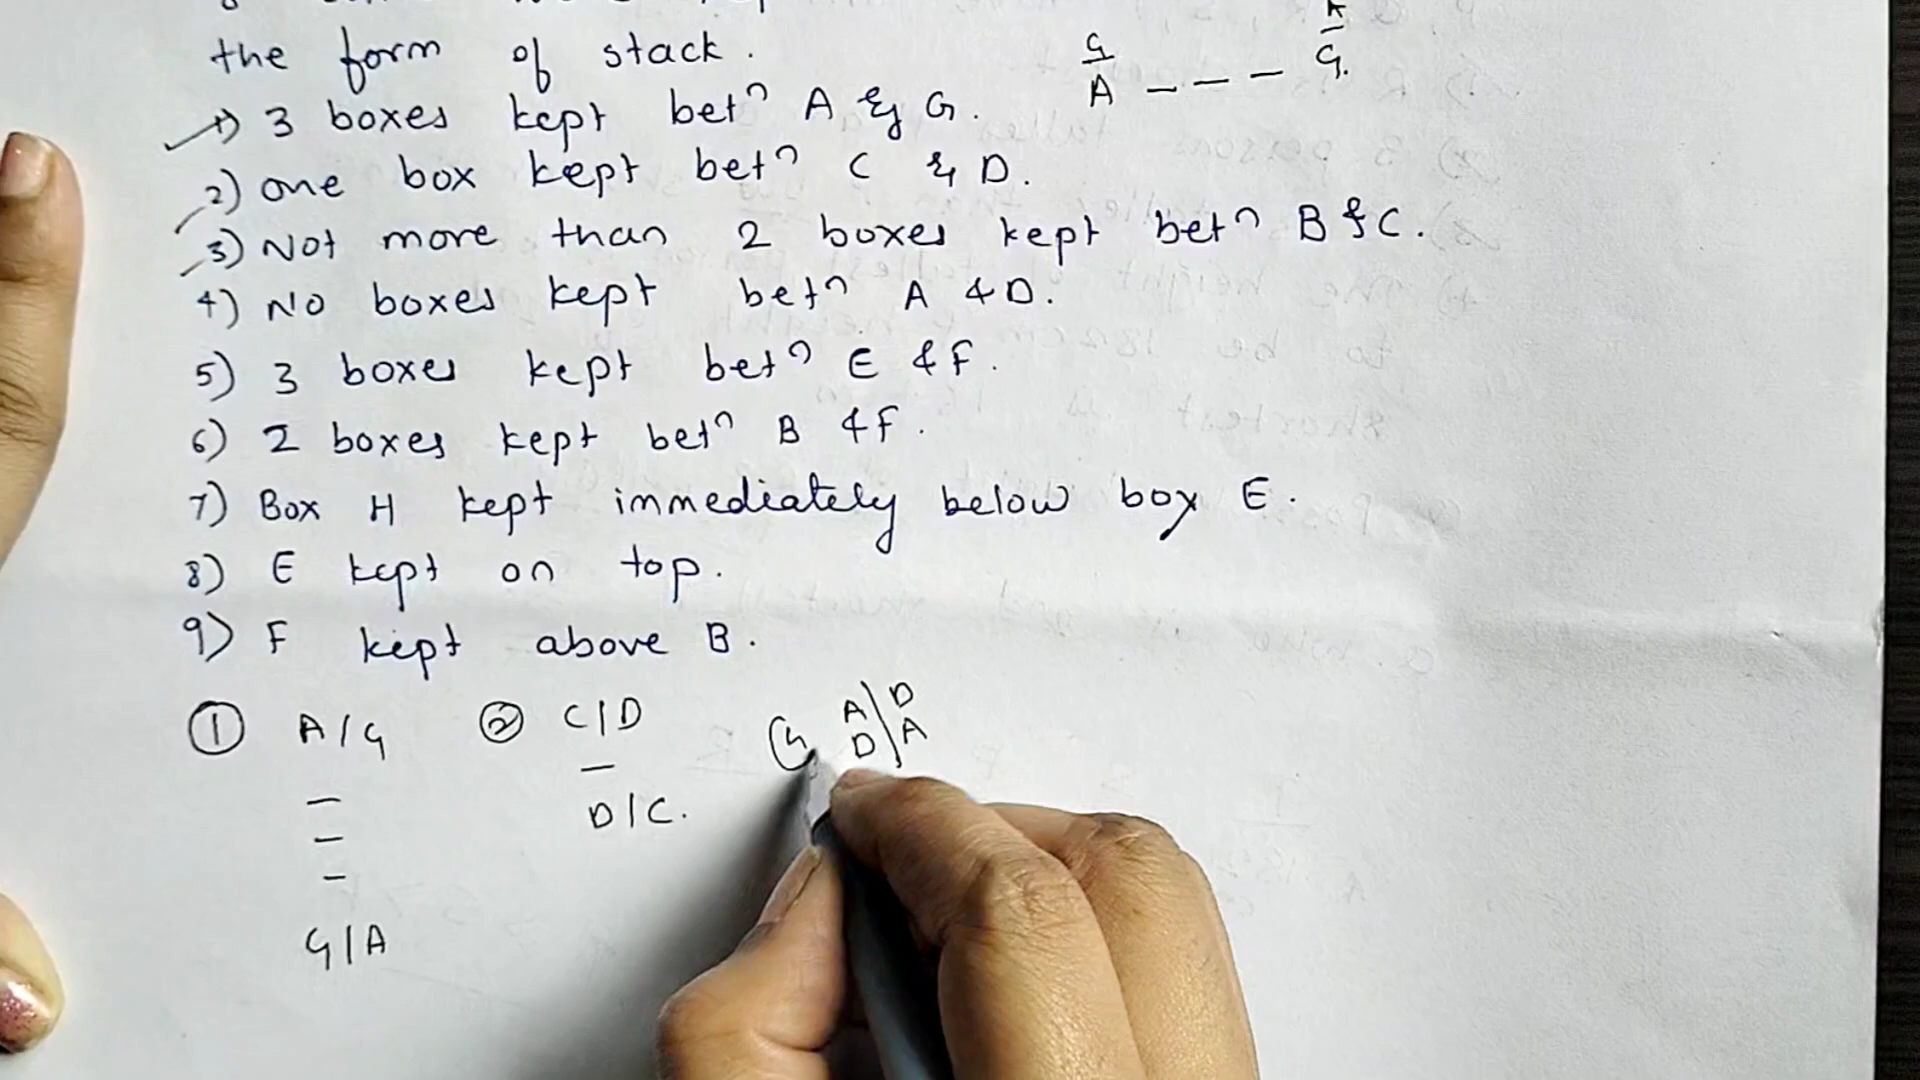 the form of stack.
G
A _ _ _ G.
1) 3 boxes kept betn A & G.
2) one box kept betn C & D.
3) Not more than 2 boxes kept betn B & C.
4) No boxes kept betn A & D.
5) 3 boxes kept betn E & F.
6) 2 boxes kept betn B & F.
7) Box H kept immediately below box E.
8) E kept on top.
9) F kept above B.
① A/G ② C/D A/D
_ _ D/A
_ D/C.
_
G/A